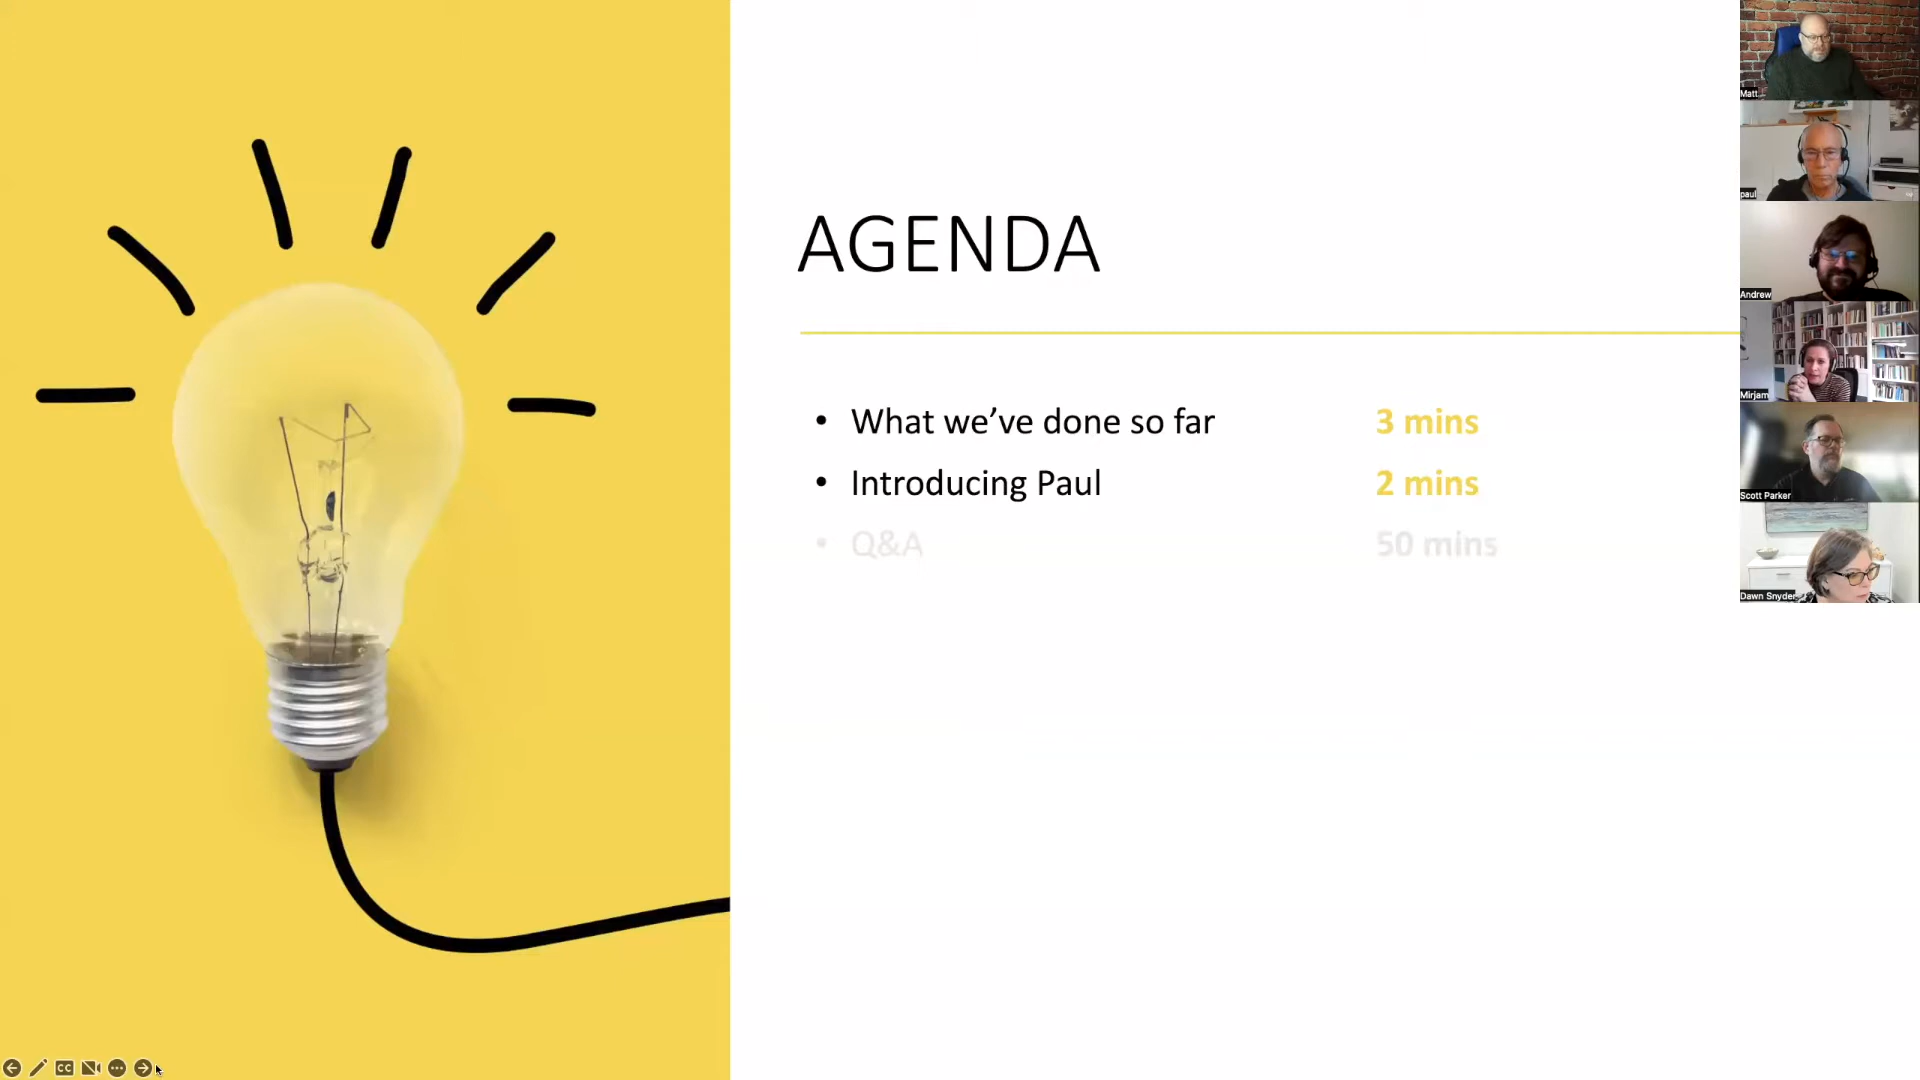 AGENDA
• What we’ve done so far 3 mins
• Introducing Paul 2 mins
• Q&A 50 mins
Matt
paul
Andrew
Mirjam
Scott Parker
Dawn Snyder
CC